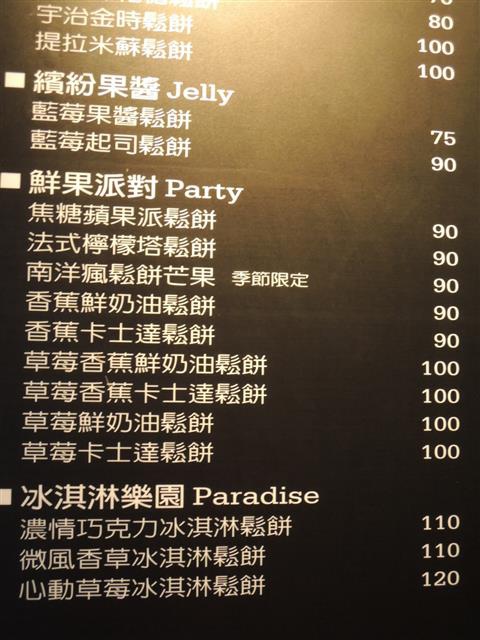 鬆餅 70
宇治金時鬆餅 80
提拉米蘇鬆餅 100
100
繽紛果醬 Jelly
藍莓果醬鬆餅 75
藍莓起司鬆餅 90
鮮果派對 Party
焦糖蘋果派鬆餅 90
法式檸檬塔鬆餅 90
南洋瘋鬆餅芒果 季節限定 90
香蕉鮮奶油鬆餅 90
香蕉卡士達鬆餅 90
草莓香蕉鮮奶油鬆餅 100
草莓香蕉卡士達鬆餅 100
草莓鮮奶油鬆餅 100
草莓卡士達鬆餅 100
冰淇淋樂園 Paradise
濃情巧克力冰淇淋鬆餅 110
微風香草冰淇淋鬆餅 110
心動草莓冰淇淋鬆餅 120